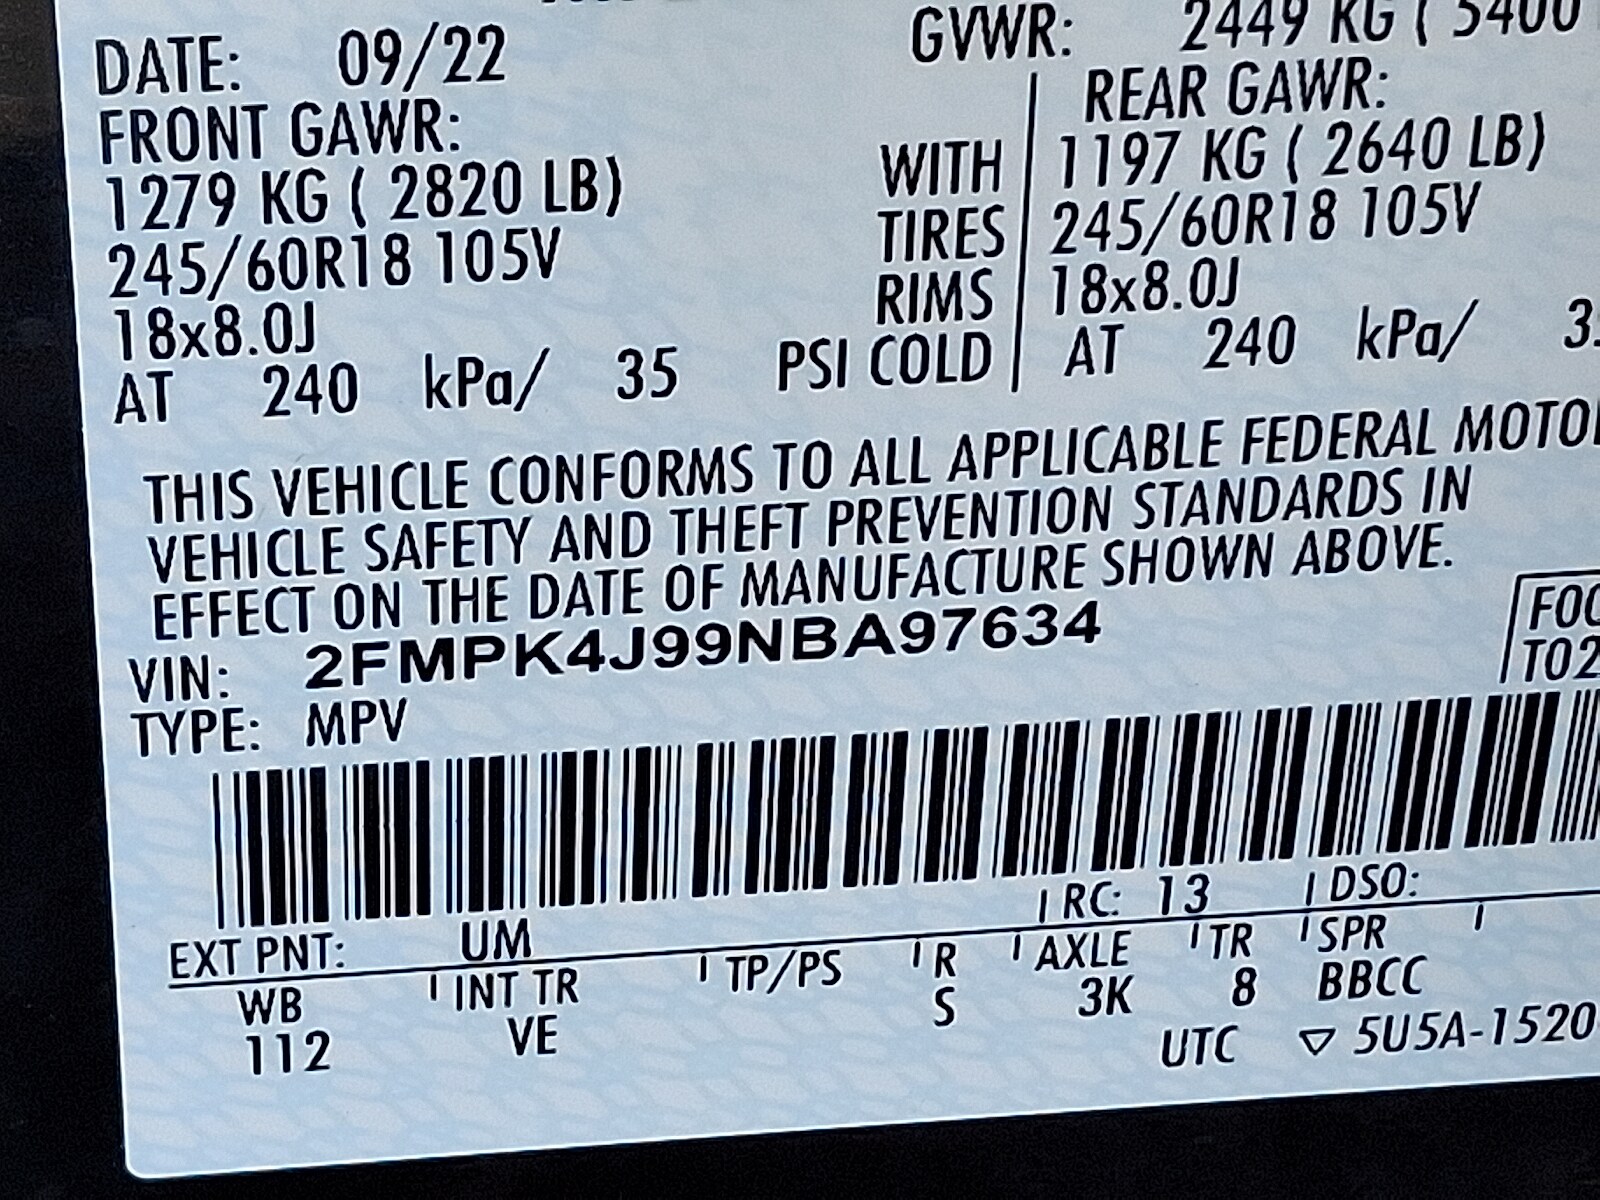 DATE: 09/22 GVWR: 2449 KG ( 5400
FRONT GAWR: REAR GAWR:
1279 KG ( 2820 LB) WITH 1197 KG ( 2640 LB)
245/60R18 105V TIRES 245/60R18 105V
18x8.0J RIMS 18x8.0J
AT 240 kPa/ 35 PSI COLD AT 240 kPa/
THIS VEHICLE CONFORMS TO ALL APPLICABLE FEDERAL MOTOR
VEHICLE SAFETY AND THEFT PREVENTION STANDARDS IN
EFFECT ON THE DATE OF MANUFACTURE SHOWN ABOVE.
VIN: 2FMPK4J99NBA97634
TYPE: MPV
EXT PNT: UM RC: 13 DSO:
WB INT TR TP/PS R AXLE TR SPR
112 VE S 3K 8 BBCC
UTC ▽ 5U5A-1520